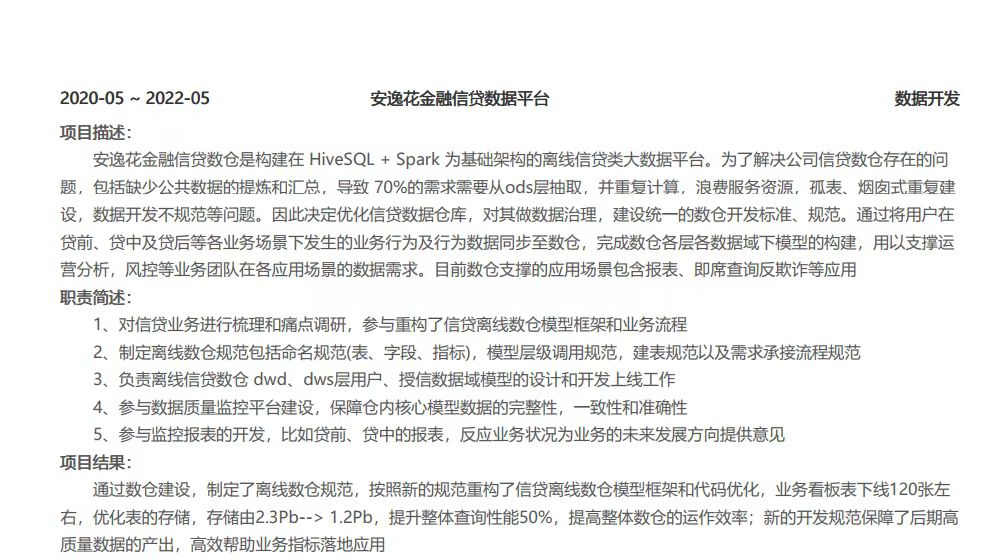 2020-05 ~ 2022-05 安逸花金融信贷数据平台 数据开发
项目描述：
安逸花金融信贷数仓是构建在 HiveSQL + Spark 为基础架构的离线信贷类大数据平台。为了解决公司信贷数仓存在的问
题，包括缺少公共数据的提炼和汇总，导致 70%的需求需要从ods层抽取，并重复计算，浪费服务资源，孤表、烟囱式重复建
设，数据开发不规范等问题。因此决定优化信贷数据仓库，对其做数据治理，建设统一的数仓开发标准、规范。通过将用户在
贷前、贷中及贷后等各业务场景下发生的业务行为及行为数据同步至数仓，完成数仓各层各数据域下模型的构建，用以支撑运
营分析，风控等业务团队在各应用场景的数据需求。目前数仓支撑的应用场景包含报表、即席查询反欺诈等应用
职责简述：
1、对信贷业务进行梳理和痛点调研，参与重构了信贷离线数仓模型框架和业务流程
2、制定离线数仓规范包括命名规范(表、字段、指标)，模型层级调用规范，建表规范以及需求承接流程规范
3、负责离线信贷数仓 dwd、dws层用户、授信数据域模型的设计和开发上线工作
4、参与数据质量监控平台建设，保障仓内核心模型数据的完整性，一致性和准确性
5、参与监控报表的开发，比如贷前、贷中的报表，反应业务状况为业务的未来发展方向提供意见
项目结果：
通过数仓建设，制定了离线数仓规范，按照新的规范重构了信贷离线数仓模型框架和代码优化，业务看板表下线120张左
右，优化表的存储，存储由2.3Pb--> 1.2Pb，提升整体查询性能50%，提高整体数仓的运作效率；新的开发规范保障了后期高
质量数据的产出，高效帮助业务指标落地应用